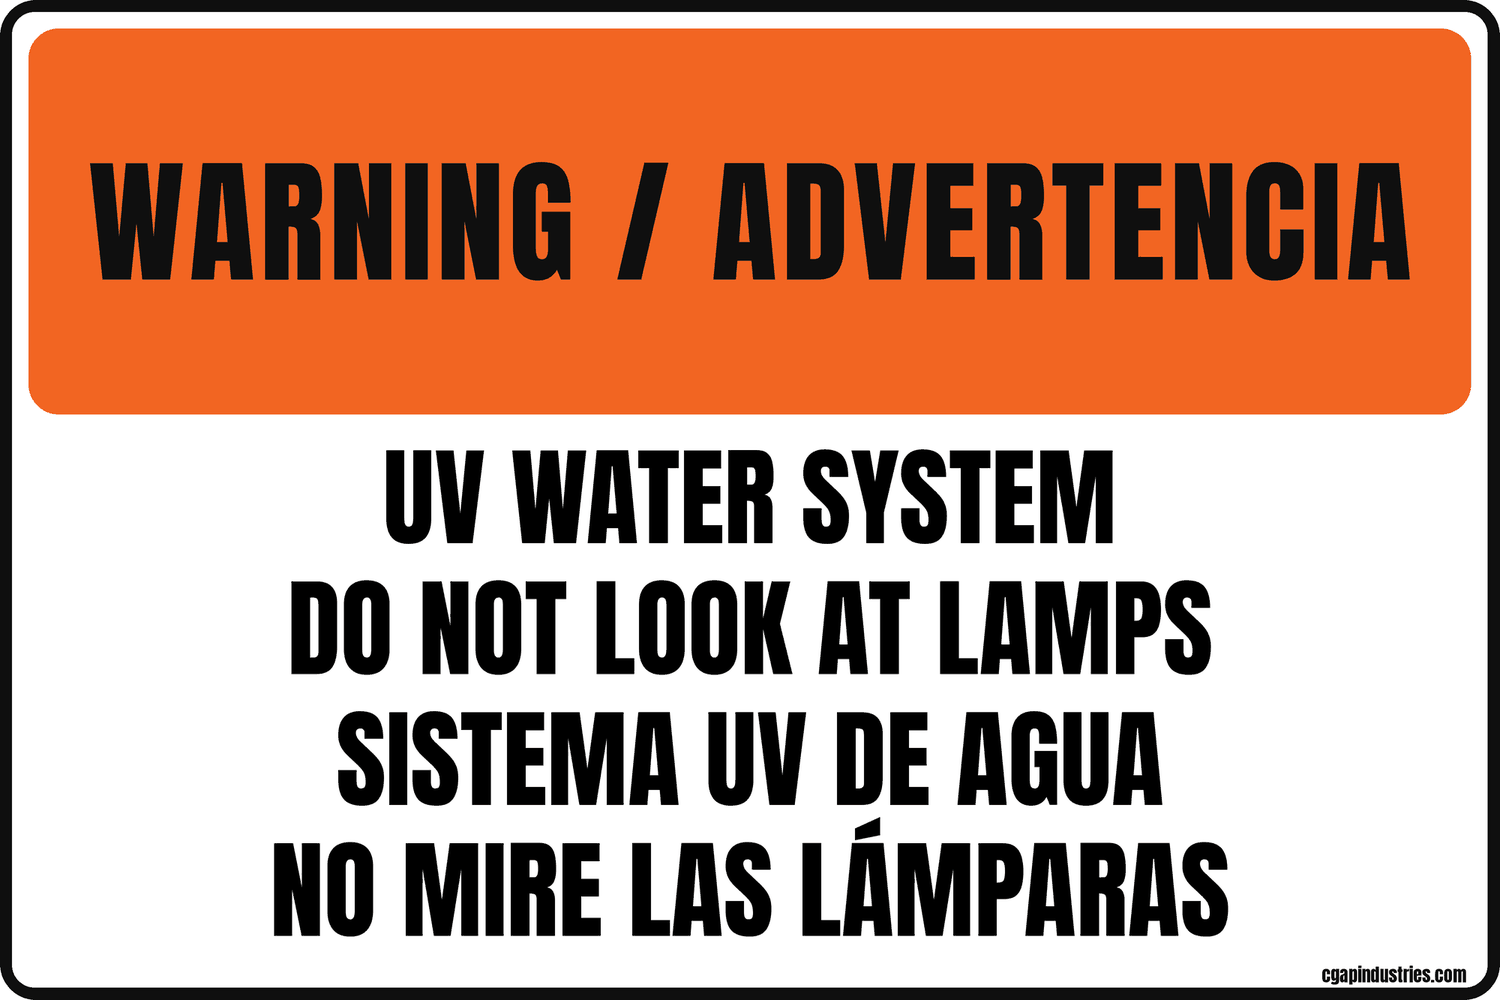 WARNING / ADVERTENCIA
UV WATER SYSTEM
DO NOT LOOK AT LAMPS
SISTEMA UV DE AGUA
NO MIRE LAS LÁMPARAS
cgapindustries.com